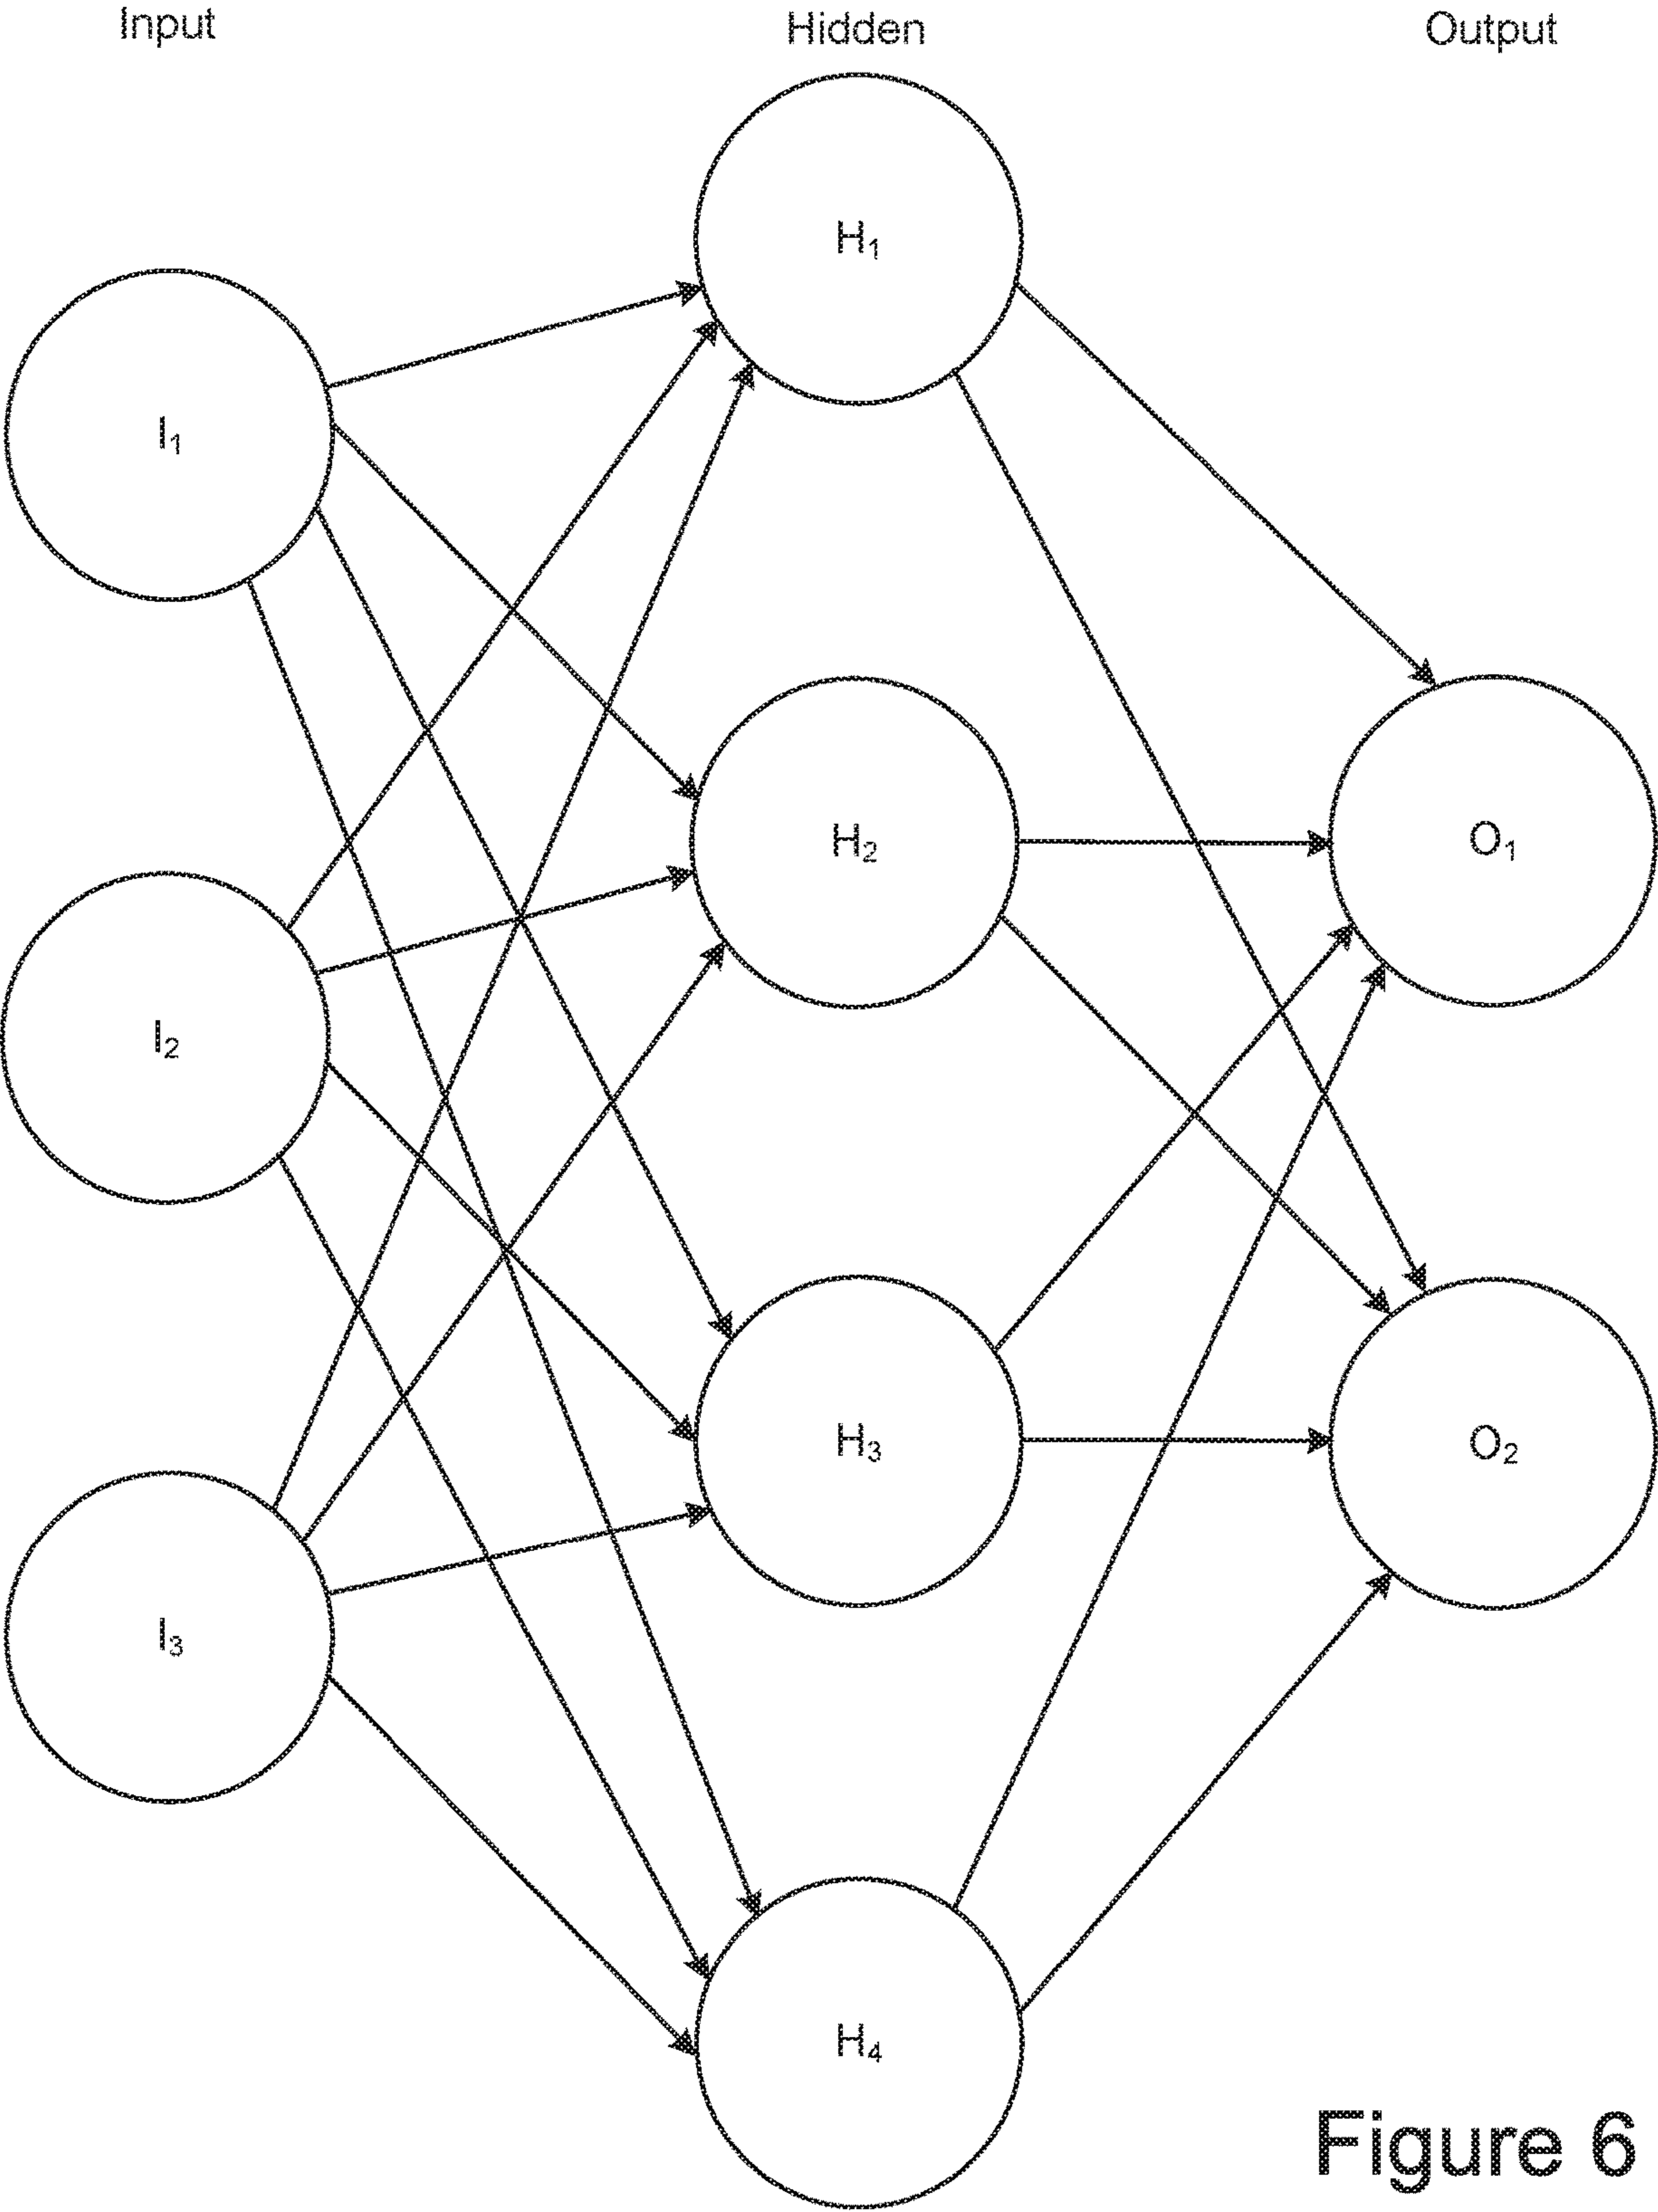 Input Hidden Output
H₁
I₁
H₂ O₁
I₂
H₃ O₂
I₃
H₄
Figure 6